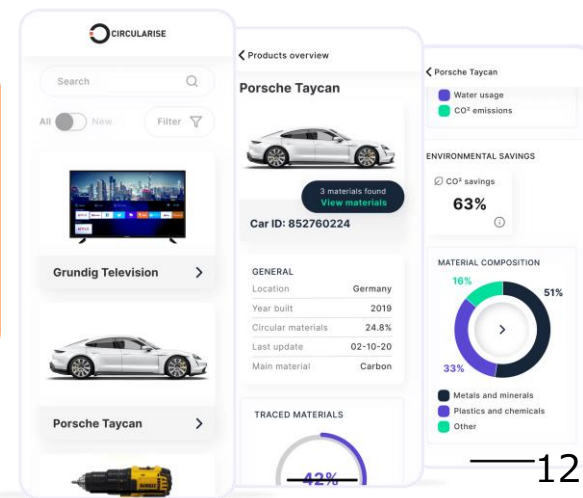 CIRCULARISE
Search
All New Filter
Grundig Television
Porsche Taycan
Products overview
Porsche Taycan
3 materials found
View materials
Car ID: 852760224
GENERAL
Location Germany
Year built 2019
Circular materials 24.8%
Last update 02-10-20
Main material Carbon
TRACED MATERIALS
42%
Porsche Taycan
Water usage
CO² emissions
ENVIRONMENTAL SAVINGS
CO² savings
63%
MATERIAL COMPOSITION
16%
51%
33%
Metals and minerals
Plastics and chemicals
Other
12